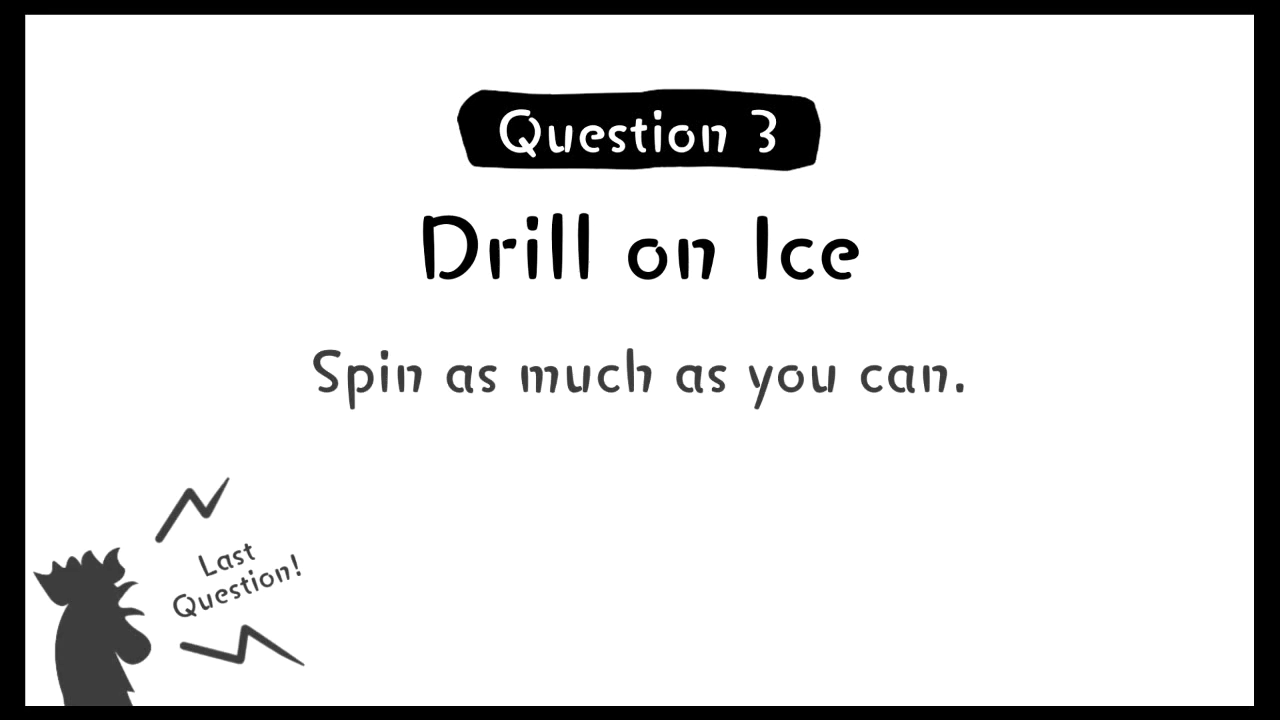 Question 3
Drill on Ice
Spin as much as you can.
Last
Question!